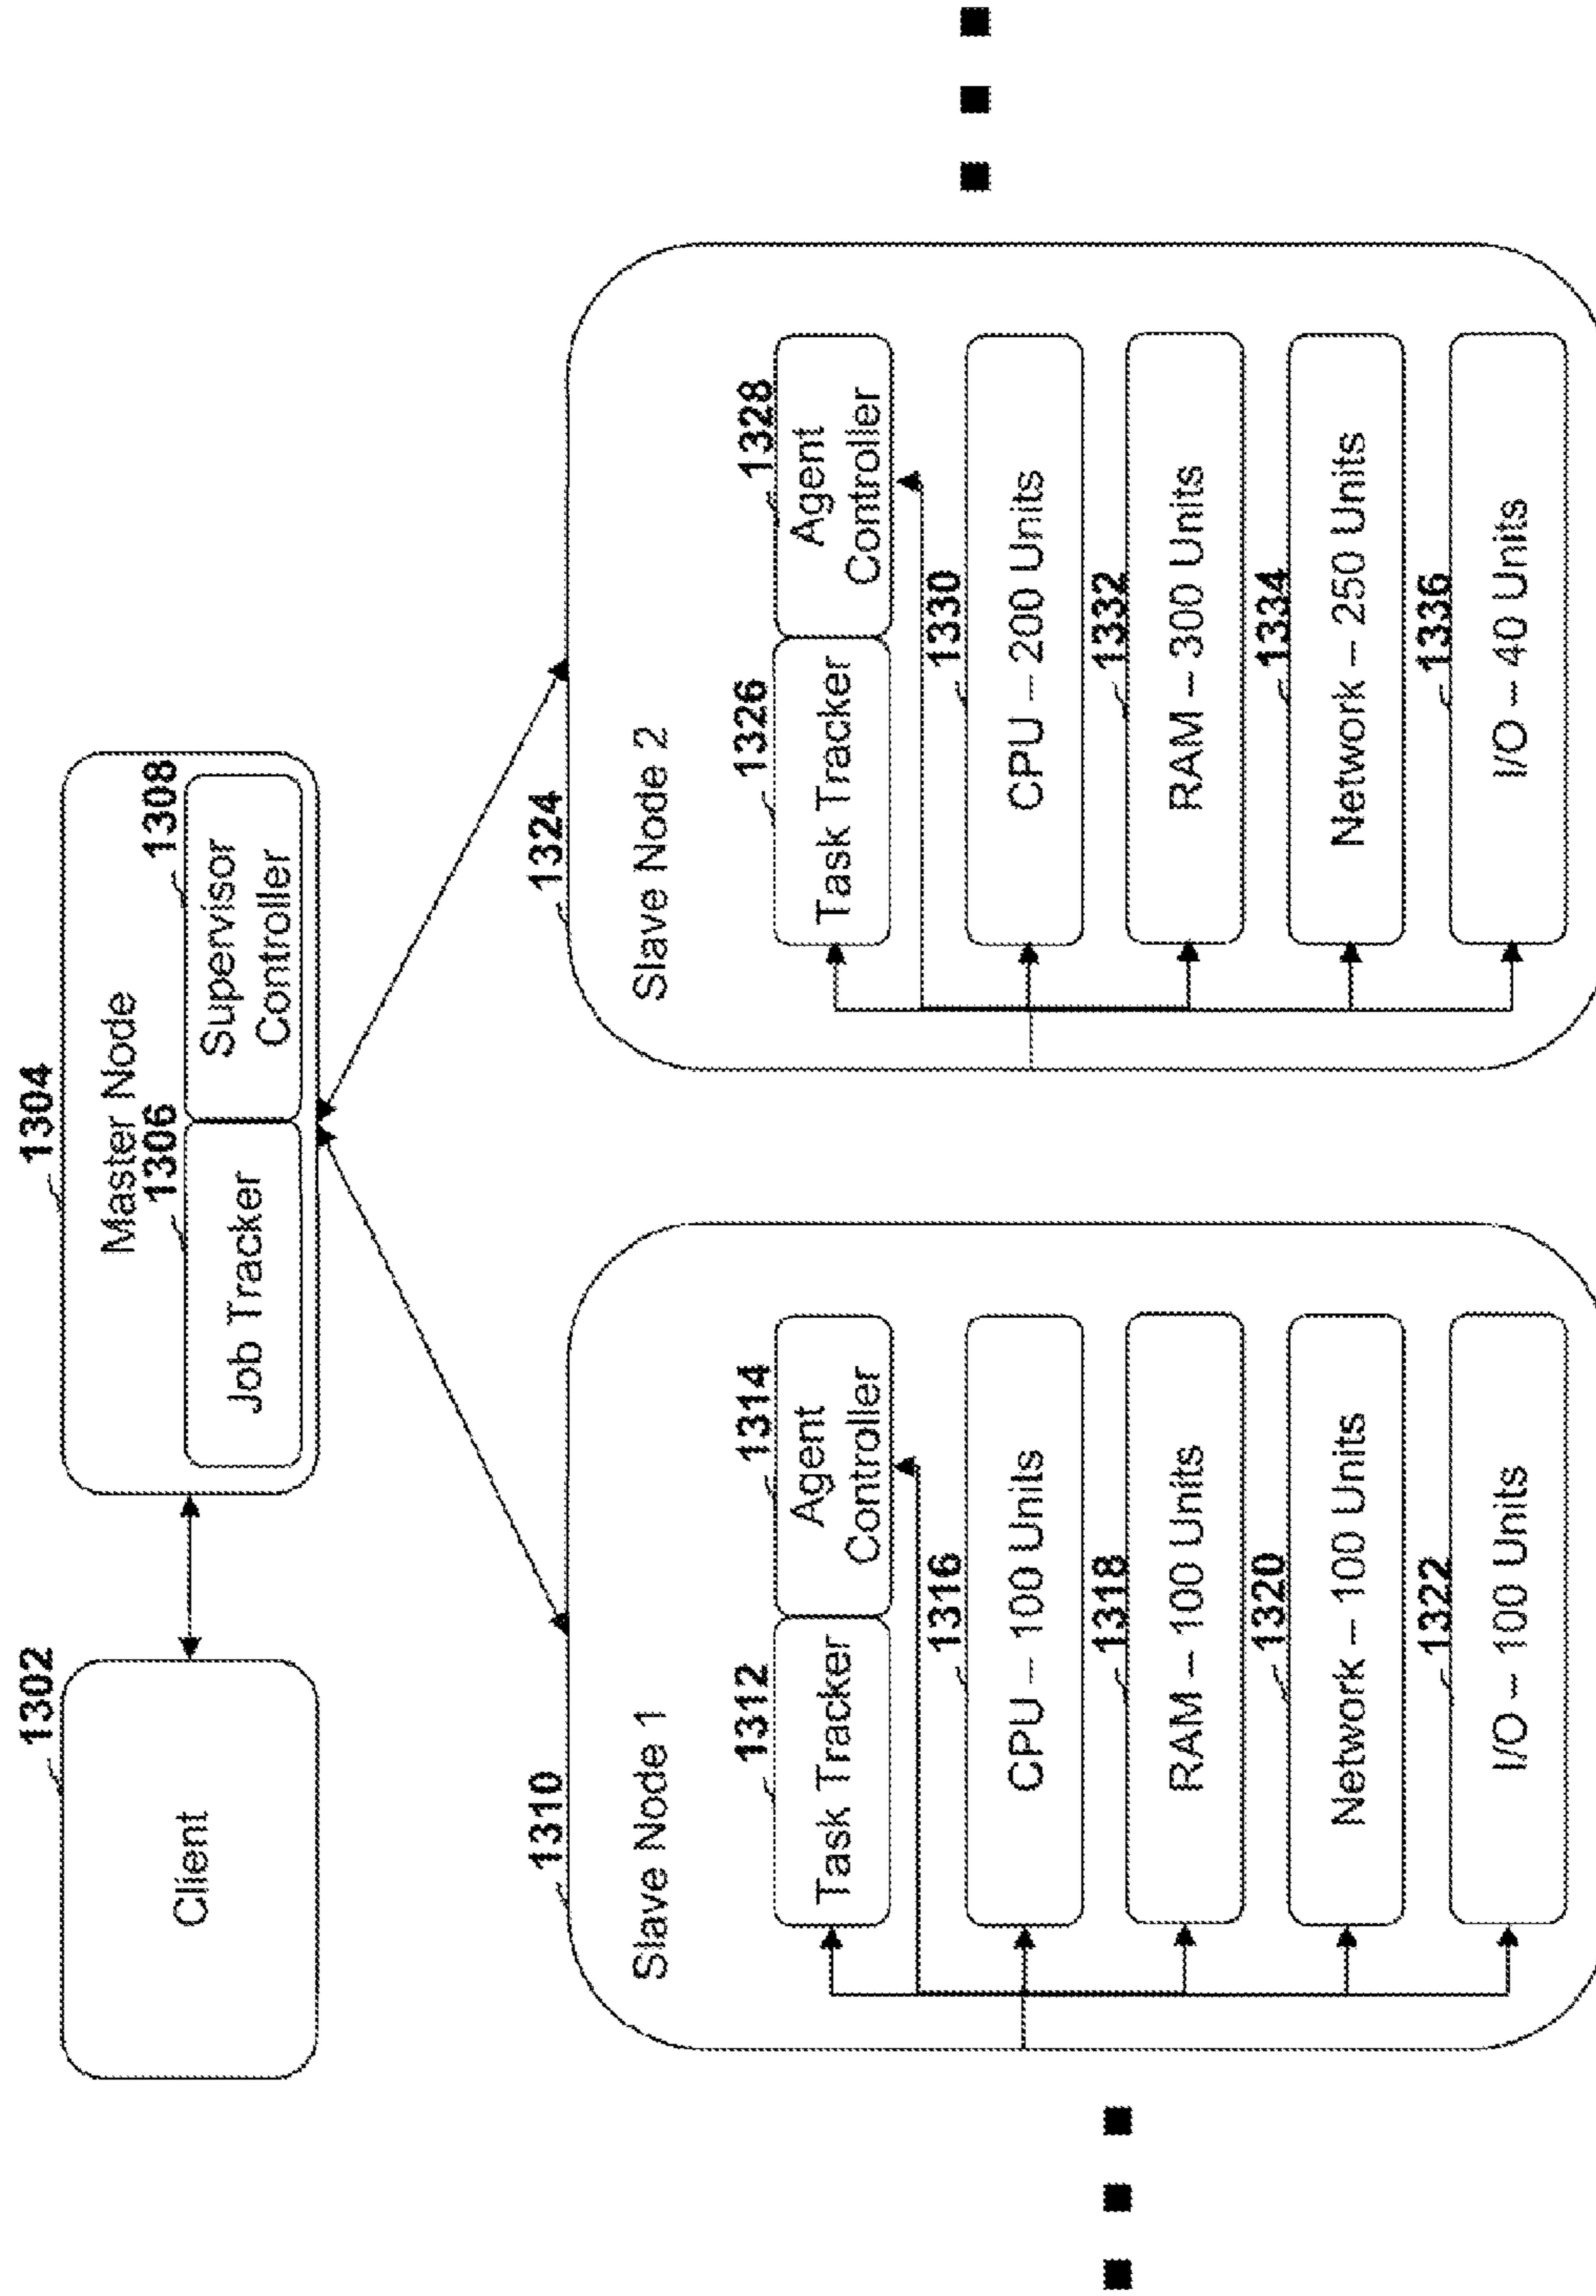 1302
Client
1304
Master Node
1306
Job Tracker
1308
Supervisor
Controller
1310
Slave Node 1
1312
Task Tracker
1314
Agent
Controller
1316
CPU – 100 Units
1318
RAM – 100 Units
1320
Network – 100 Units
1322
I/O – 100 Units
1324
Slave Node 2
1326
Task Tracker
1328
Agent
Controller
1330
CPU – 200 Units
1332
RAM – 300 Units
1334
Network – 250 Units
1336
I/O – 40 Units